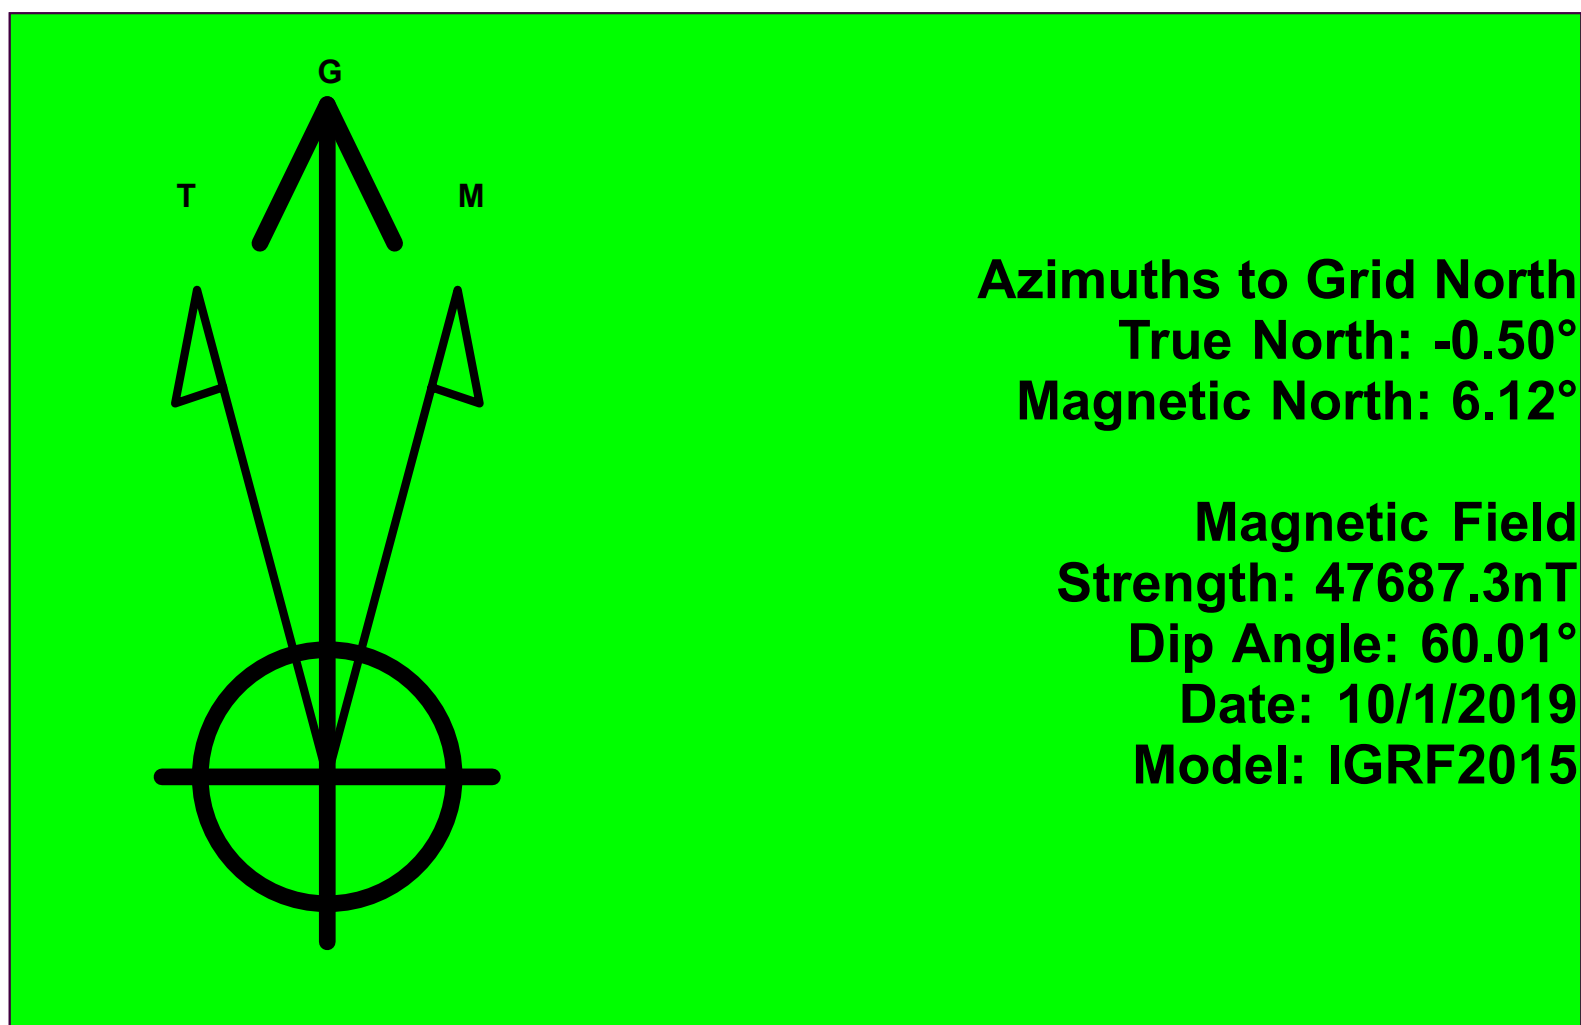 G
T
M
Azimuths to Grid North
True North: -0.50°
Magnetic North: 6.12°
Magnetic Field
Strength: 47687.3nT
Dip Angle: 60.01°
Date: 10/1/2019
Model: IGRF2015